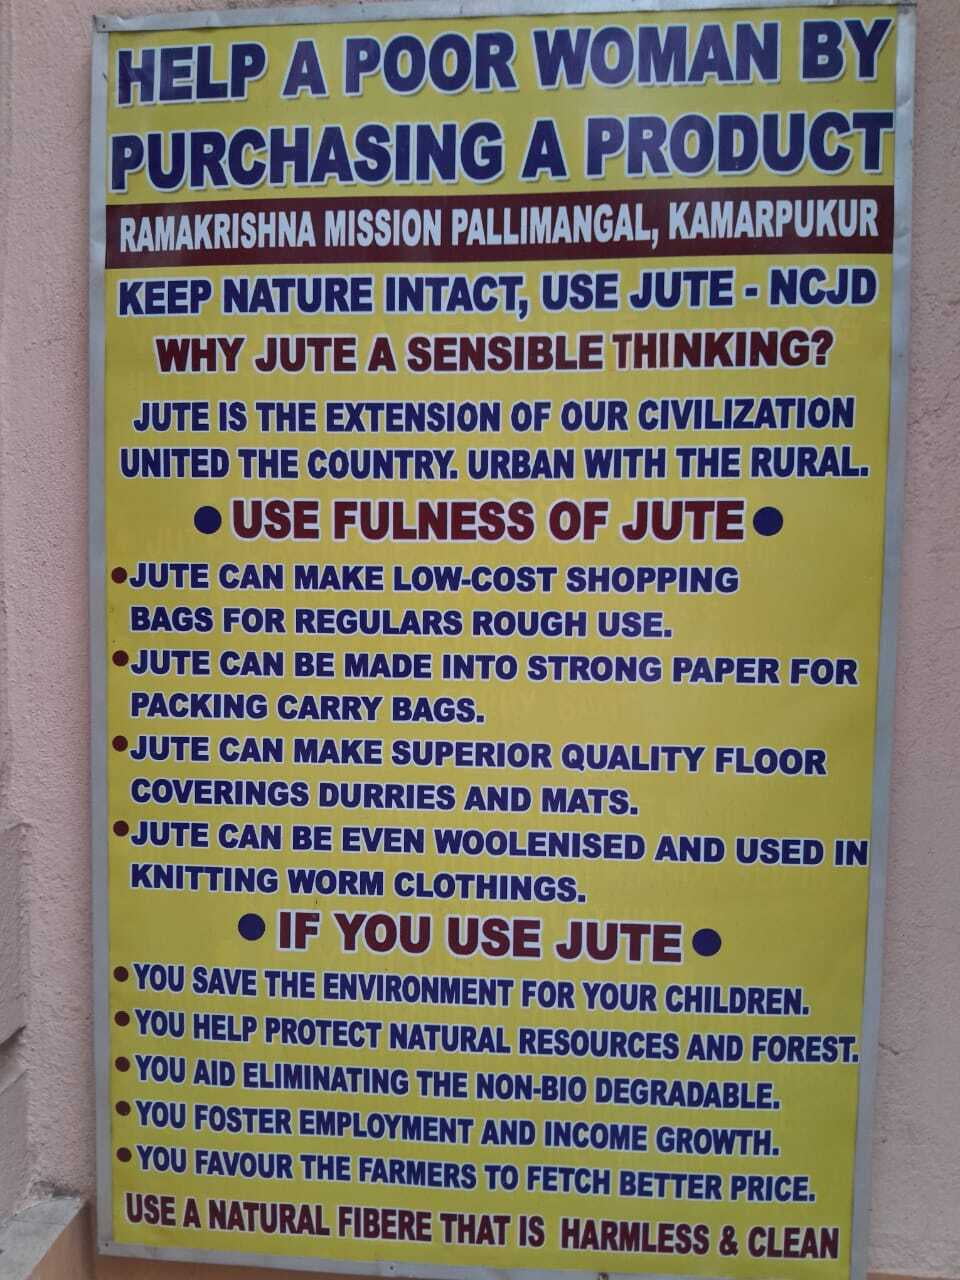 HELP A POOR WOMAN BY
PURCHASING A PRODUCT
RAMAKRISHNA MISSION PALLIMANGAL, KAMARPUKUR
KEEP NATURE INTACT, USE JUTE - NCJD
WHY JUTE A SENSIBLE THINKING?
JUTE IS THE EXTENSION OF OUR CIVILIZATION
UNITED THE COUNTRY. URBAN WITH THE RURAL.
• USE FULNESS OF JUTE •
• JUTE CAN MAKE LOW-COST SHOPPING
BAGS FOR REGULARS ROUGH USE.
• JUTE CAN BE MADE INTO STRONG PAPER FOR
PACKING CARRY BAGS.
• JUTE CAN MAKE SUPERIOR QUALITY FLOOR
COVERINGS DURRIES AND MATS.
• JUTE CAN BE EVEN WOOLENISED AND USED IN
KNITTING WORM CLOTHINGS.
• IF YOU USE JUTE •
• YOU SAVE THE ENVIRONMENT FOR YOUR CHILDREN.
• YOU HELP PROTECT NATURAL RESOURCES AND FOREST.
• YOU AID ELIMINATING THE NON-BIO DEGRADABLE.
• YOU FOSTER EMPLOYMENT AND INCOME GROWTH.
• YOU FAVOUR THE FARMERS TO FETCH BETTER PRICE.
USE A NATURAL FIBERE THAT IS HARMLESS & CLEAN